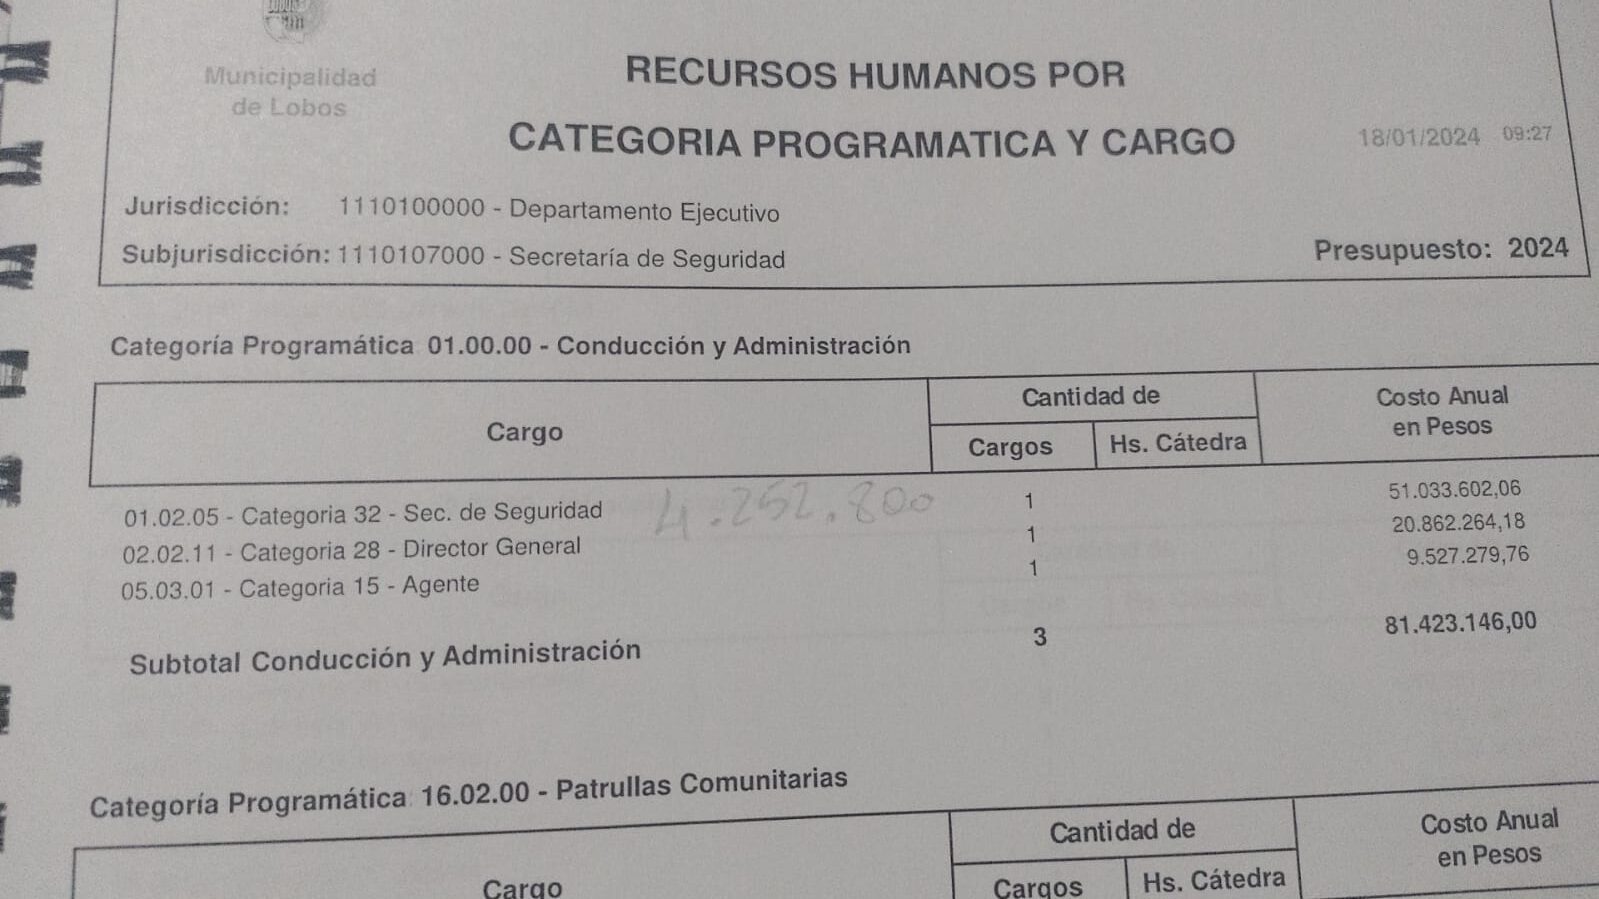 Municipalidad
de Lobos
RECURSOS HUMANOS POR
CATEGORIA PROGRAMATICA Y CARGO
18/01/2024 09:27
Jurisdicción: 1110100000 - Departamento Ejecutivo
Subjurisdicción: 1110107000 - Secretaría de Seguridad
Presupuesto: 2024
Categoría Programática 01.00.00 - Conducción y Administración
Cargo
Cantidad de
Cargos
Hs. Cátedra
Costo Anual
en Pesos
01.02.05 - Categoria 32 - Sec. de Seguridad 4.252.800 1 51.033.602,06
02.02.11 - Categoria 28 - Director General 1 20.862.264,18
05.03.01 - Categoria 15 - Agente 1 9.527.279,76
Subtotal Conducción y Administración 3 81.423.146,00
Categoría Programática 16.02.00 - Patrullas Comunitarias
Cargo
Cantidad de
Cargos
Hs. Cátedra
Costo Anual
en Pesos